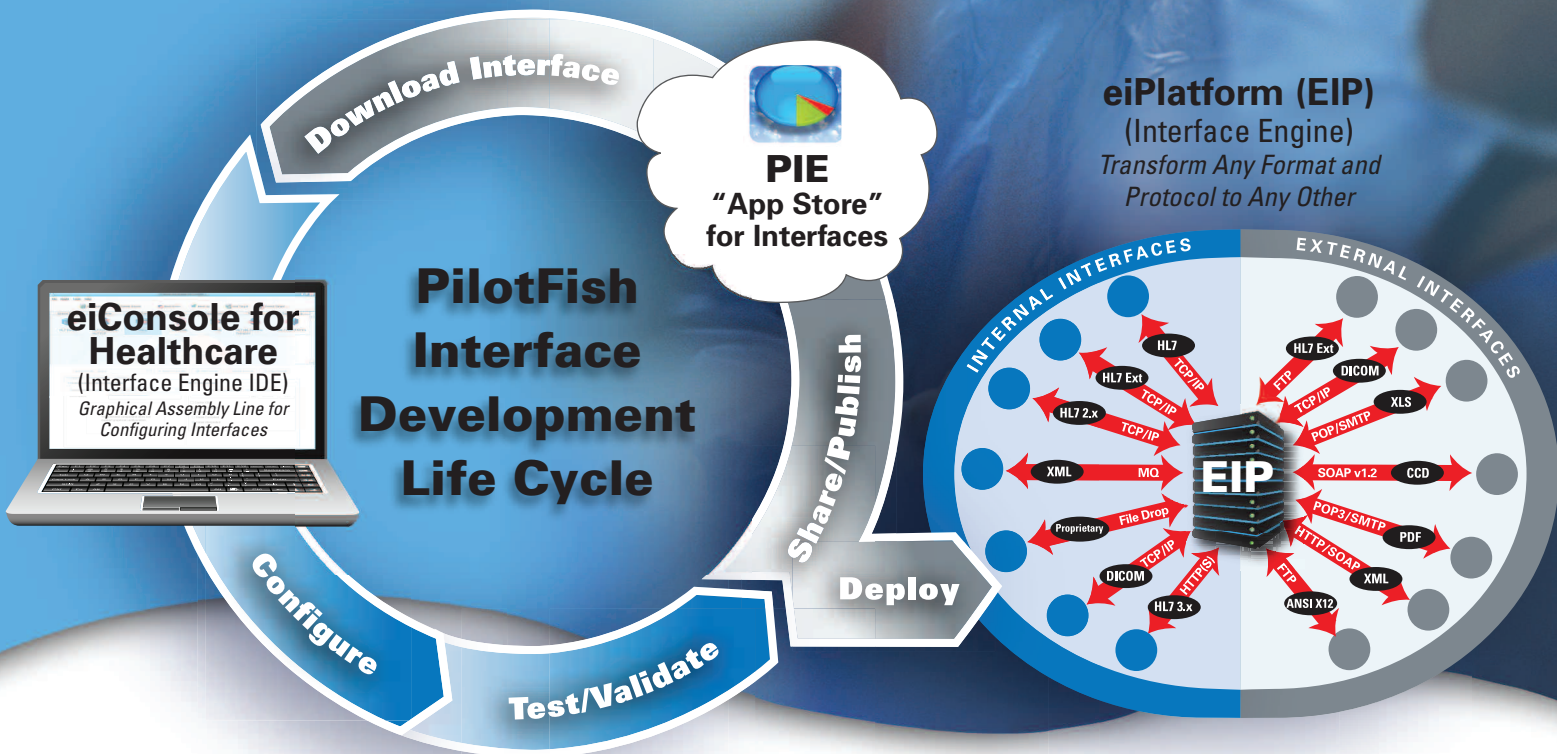 Download Interface
PIE
“App Store”
for Interfaces
eiPlatform (EIP)
(Interface Engine)
Transform Any Format and
Protocol to Any Other
eiConsole for
Healthcare
(Interface Engine IDE)
Graphical Assembly Line for
Configuring Interfaces
PilotFish
Interface
Development
Life Cycle
Configure
Test/Validate
Share/Publish
Deploy
INTERNAL INTERFACES
EXTERNAL INTERFACES
HL7 TCP/IP
HL7 Ext TCP/IP
HL7 2.x TCP/IP
XML MQ
Proprietary File Drop
DICOM TCP/IP
HL7 3.x HTTP(S)
EIP
HL7 Ext FTP
DICOM TCP/IP
XLS POP/SMTP
SOAP v1.2 CCD
POP3/SMTP PDF
HTTP/SOAP XML
FTP ANSI X12